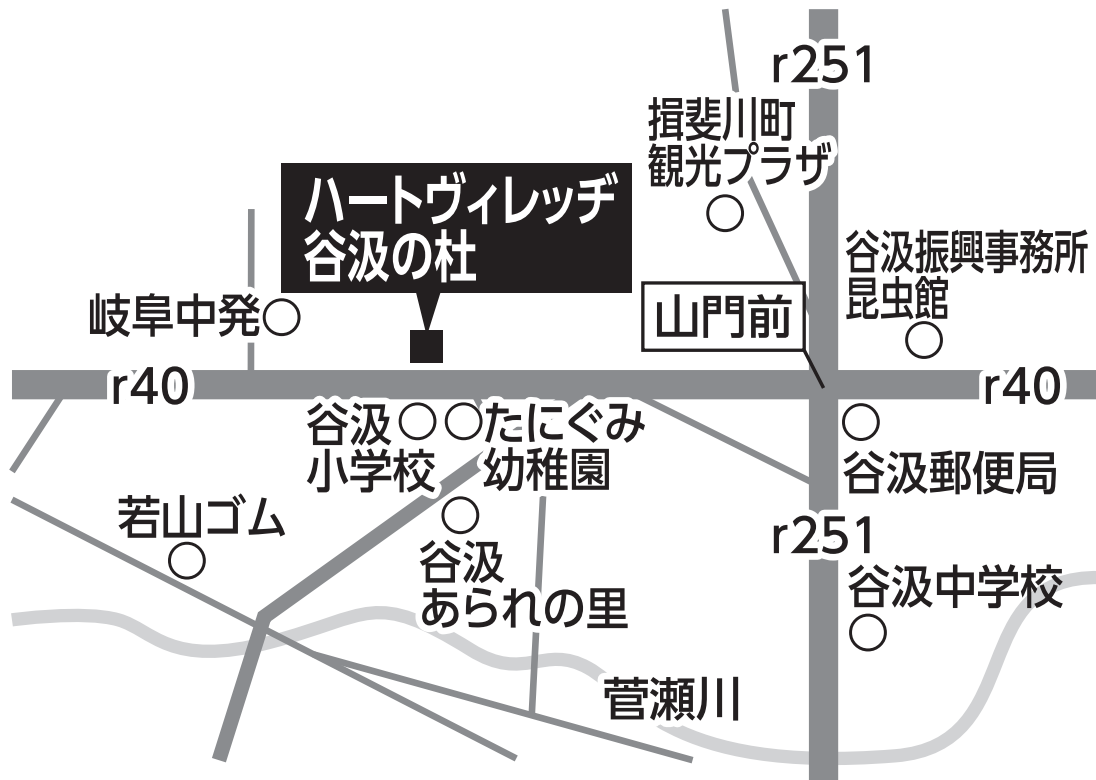 r251
揖斐川町
観光プラザ
ハートヴィレッヂ
谷汲の杜
谷汲振興事務所
昆虫館
岐阜中発
山門前
r40
r40
谷汲
小学校
たにぐみ
幼稚園
谷汲郵便局
若山ゴム
r251
谷汲
あられの里
谷汲中学校
菅瀬川